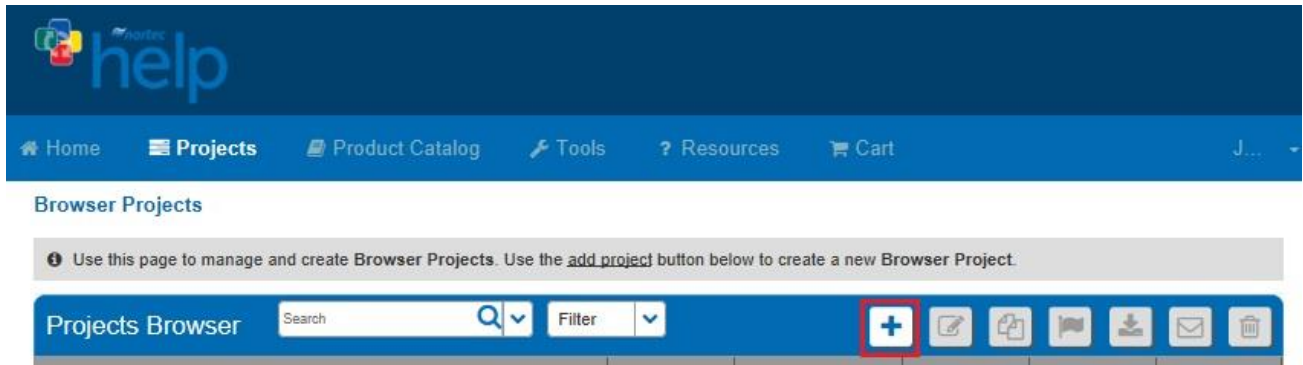 nortec
help
Home Projects Product Catalog Tools ? Resources Cart J...
Browser Projects
Use this page to manage and create Browser Projects. Use the add project button below to create a new Browser Project.
Projects Browser Search Filter